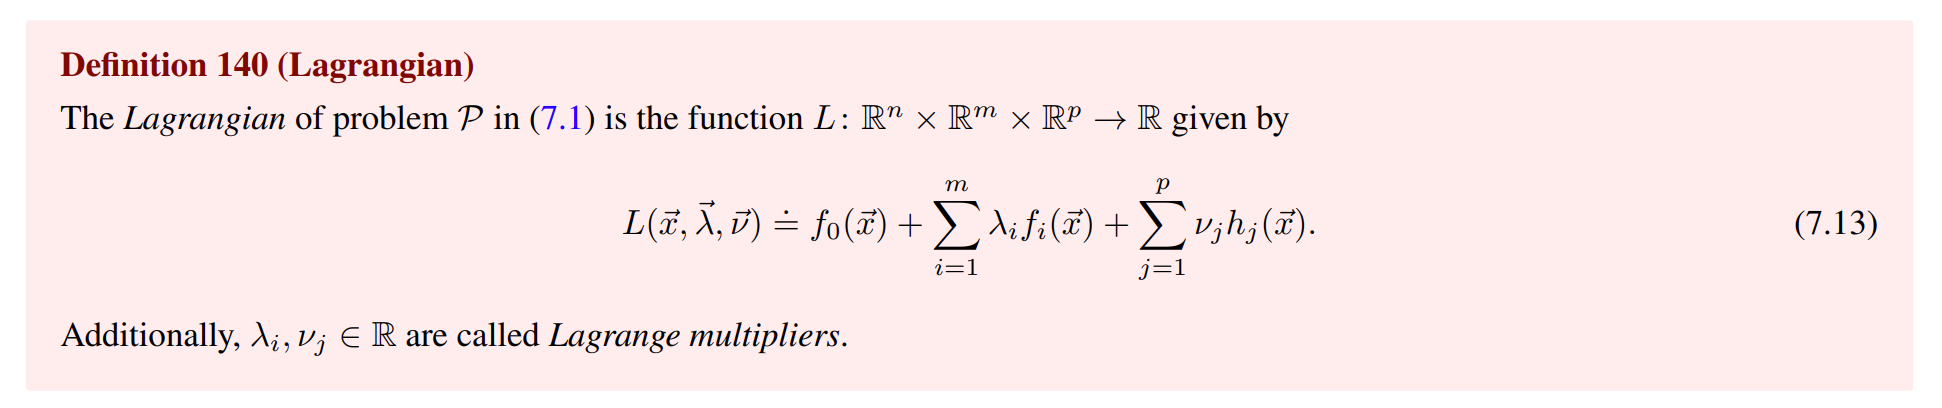 Definition 140 (Lagrangian)
The Lagrangian of problem 𝒫 in (7.1) is the function L: ℝⁿ × ℝᵐ × ℝᵖ → ℝ given by
L(x⃗, λ⃗, ν⃗) ≐ f₀(x⃗) + ∑_{i=1}^{m} λᵢfᵢ(x⃗) + ∑_{j=1}^{p} νⱼhⱼ(x⃗). (7.13)
Additionally, λᵢ, νⱼ ∈ ℝ are called Lagrange multipliers.